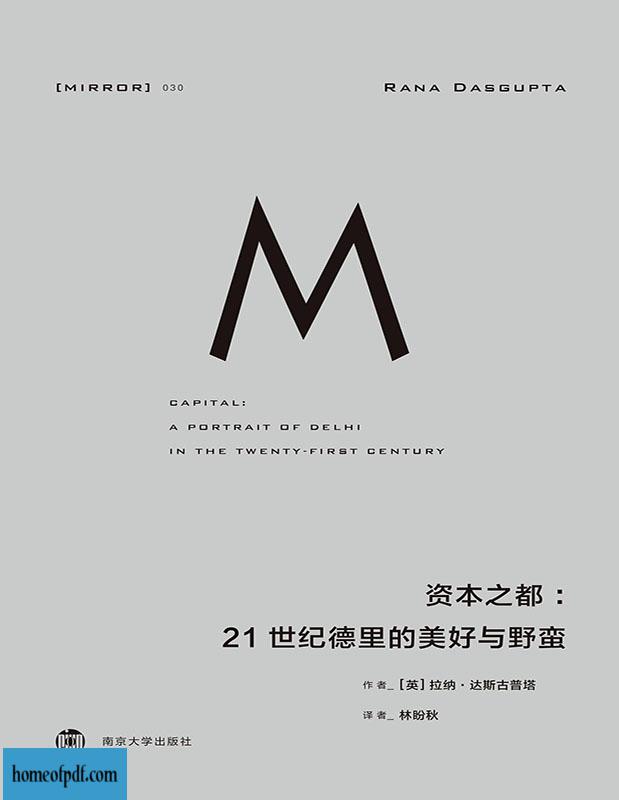 [MIRROR] 030
RANA DASGUPTA
M
CAPITAL:
A PORTRAIT OF DELHI
IN THE TWENTY-FIRST CENTURY
资本之都：
21 世纪德里的美好与野蛮
作者_ [英] 拉纳·达斯古普塔
译者_ 林盼秋
南京大学出版社
homeofpdf.com